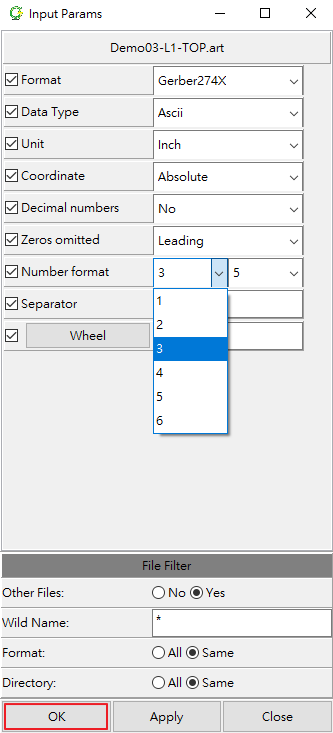 Input Params
Demo03-L1-TOP.art
Format Gerber274X
Data Type Ascii
Unit Inch
Coordinate Absolute
Decimal numbers No
Zeros omitted Leading
Number format 3 5
Separator 1
2
Wheel 3
4
5
6
File Filter
Other Files: No Yes
Wild Name: *
Format: All Same
Directory: All Same
OK Apply Close